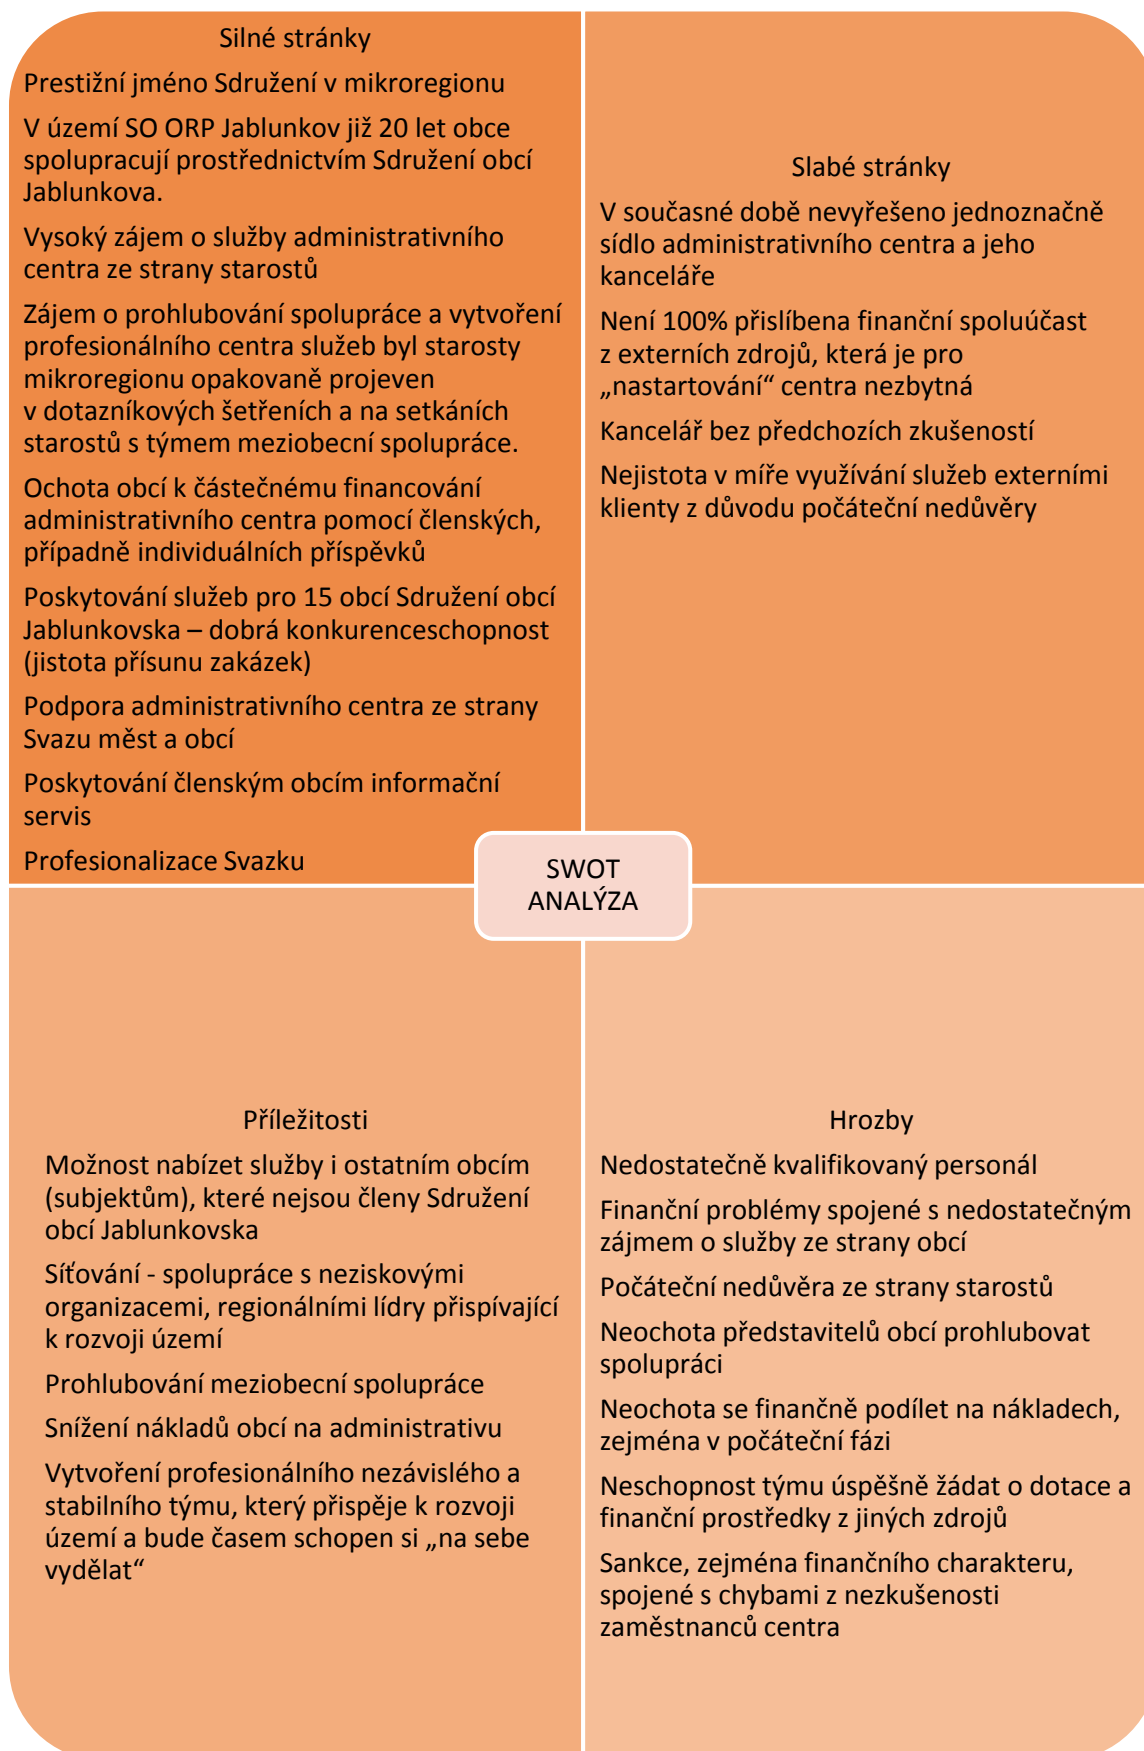 Silné stránky
Prestižní jméno Sdružení v mikroregionu
V území SO ORP Jablunkov již 20 let obce
spolupracují prostřednictvím Sdružení obcí
Jablunkova.
Vysoký zájem o služby administrativního
centra ze strany starostů
Zájem o prohlubování spolupráce a vytvoření
profesionálního centra služeb byl starosty
mikroregionu opakovaně projeven
v dotazníkových šetřeních a na setkáních
starostů s týmem meziobecní spolupráce.
Ochota obcí k částečnému financování
administrativního centra pomocí členských,
případně individuálních příspěvků
Poskytování služeb pro 15 obcí Sdružení obcí
Jablunkovska – dobrá konkurenceschopnost
(jistota přísunu zakázek)
Podpora administrativního centra ze strany
Svazu měst a obcí
Poskytování členským obcím informační
servis
Profesionalizace Svazku
Slabé stránky
V současné době nevyřešeno jednoznačně
sídlo administrativního centra a jeho
kanceláře
Není 100% přislíbena finanční spoluúčast
z externích zdrojů, která je pro
„nastartování“ centra nezbytná
Kancelář bez předchozích zkušeností
Nejistota v míře využívání služeb externími
klienty z důvodu počáteční nedůvěry
SWOT
ANALÝZA
Příležitosti
Možnost nabízet služby i ostatním obcím
(subjektům), které nejsou členy Sdružení
obcí Jablunkovska
Síťování - spolupráce s neziskovými
organizacemi, regionálními lídry přispívající
k rozvoji území
Prohlubování meziobecní spolupráce
Snížení nákladů obcí na administrativu
Vytvoření profesionálního nezávislého a
stabilního týmu, který přispěje k rozvoji
území a bude časem schopen si „na sebe
vydělat“
Hrozby
Nedostatečně kvalifikovaný personál
Finanční problémy spojené s nedostatečným
zájmem o služby ze strany obcí
Počáteční nedůvěra ze strany starostů
Neochota představitelů obcí prohlubovat
spolupráci
Neochota se finančně podílet na nákladech,
zejména v počáteční fázi
Neschopnost týmu úspěšně žádat o dotace a
finanční prostředky z jiných zdrojů
Sankce, zejména finančního charakteru,
spojené s chybami z nezkušenosti
zaměstnanců centra